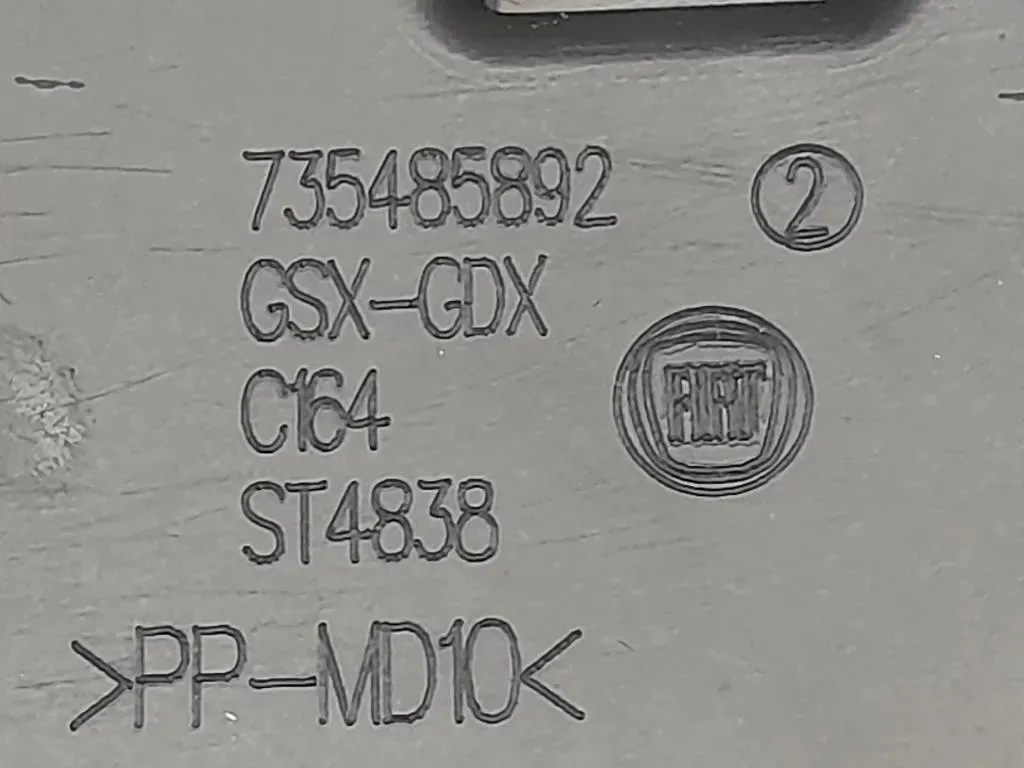 735485892 ②
GSX-GDX
C164
FIAT
ST4838
>PP-MD10<